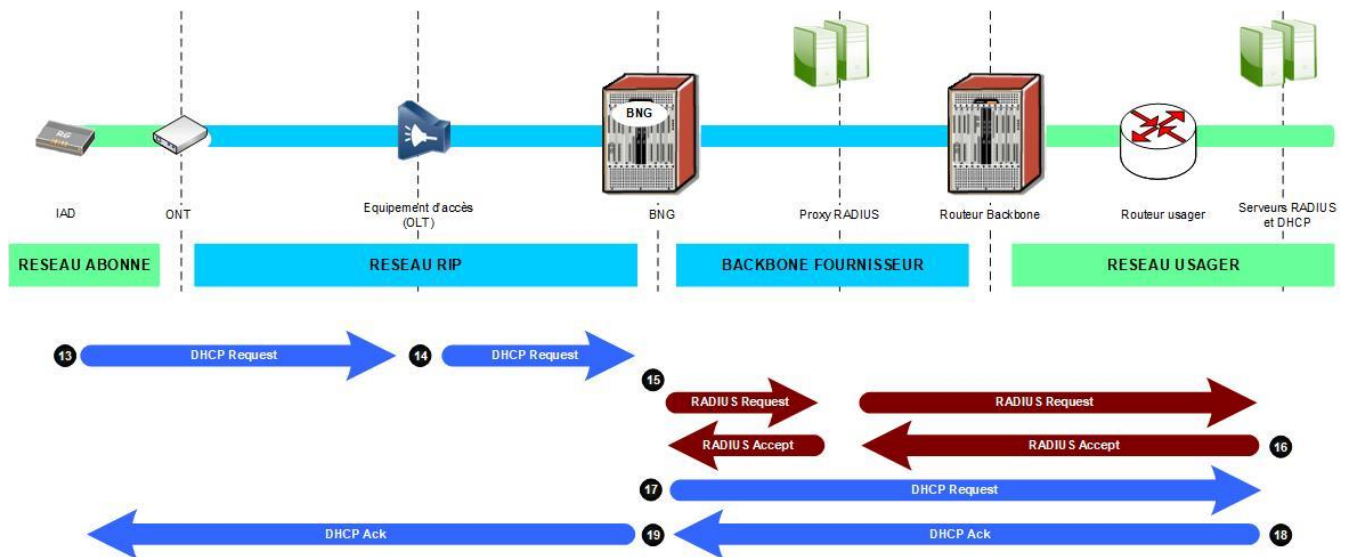 BNG
RG
IAD
ONT
Equipement d'accès
(OLT)
BNG
Proxy RADIUS
Routeur Backbone
Routeur usager
Serveurs RADIUS
et DHCP
RESEAU ABONNE
RESEAU RIP
BACKBONE FOURNISSEUR
RESEAU USAGER
13
DHCP Request
14
DHCP Request
15
RADIUS Request
RADIUS Request
RADIUS Accept
RADIUS Accept
16
17
DHCP Request
DHCP Ack
19
DHCP Ack
18